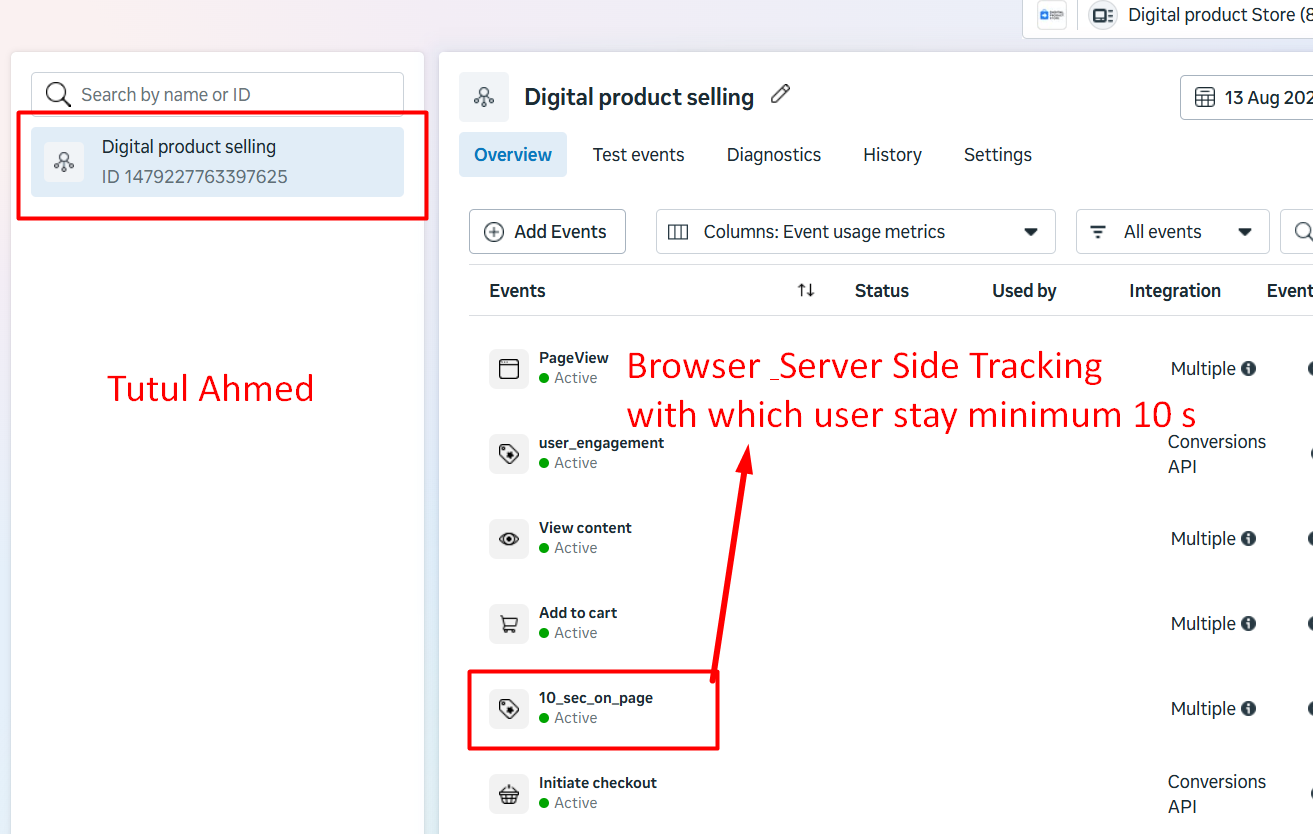 Digital product Store (8
Search by name or ID
Digital product selling
ID 1479227763397625
Tutul Ahmed
Digital product selling
13 Aug 202
Overview
Test events
Diagnostics
History
Settings
Add Events
Columns: Event usage metrics
All events
Events
Status
Used by
Integration
Event
PageView
Active
Multiple
Browser _Server Side Tracking
with which user stay minimum 10 s
user_engagement
Active
Conversions
API
View content
Active
Multiple
Add to cart
Active
Multiple
10_sec_on_page
Active
Multiple
Initiate checkout
Active
Conversions
API